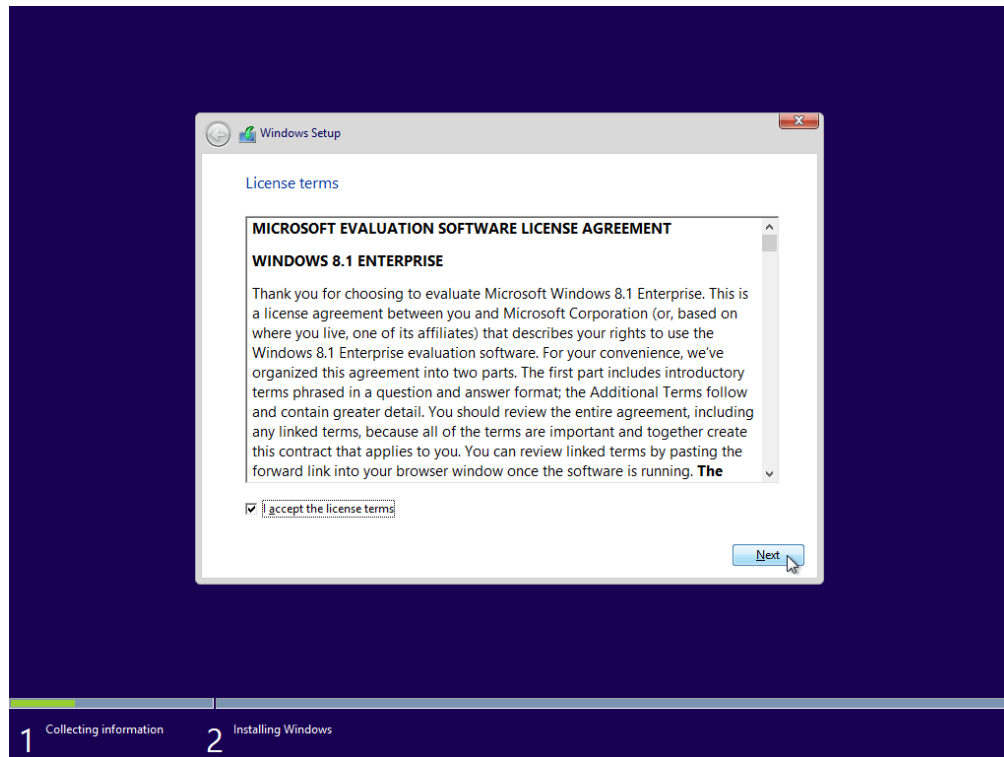 Windows Setup
License terms
MICROSOFT EVALUATION SOFTWARE LICENSE AGREEMENT
WINDOWS 8.1 ENTERPRISE
Thank you for choosing to evaluate Microsoft Windows 8.1 Enterprise. This is
a license agreement between you and Microsoft Corporation (or, based on
where you live, one of its affiliates) that describes your rights to use the
Windows 8.1 Enterprise evaluation software. For your convenience, we've
organized this agreement into two parts. The first part includes introductory
terms phrased in a question and answer format; the Additional Terms follow
and contain greater detail. You should review the entire agreement, including
any linked terms, because all of the terms are important and together create
this contract that applies to you. You can review linked terms by pasting the
forward link into your browser window once the software is running. The
I accept the license terms
Next
1 Collecting information
2 Installing Windows